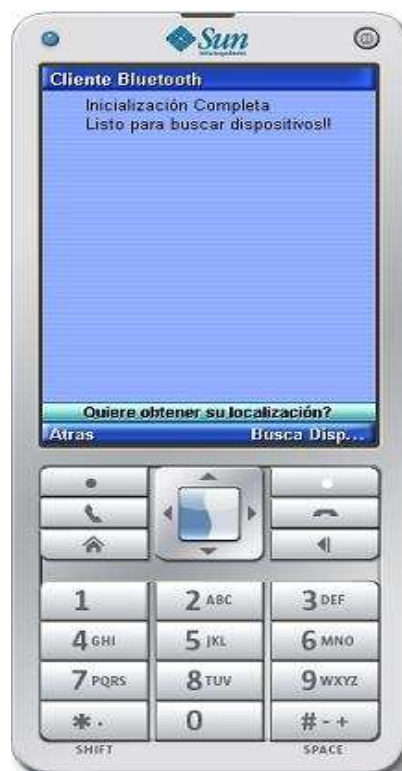 Sun
Cliente Bluetooth
Inicialización Completa
Listo para buscar dispositivos!!
Quiere obtener su localización?
Atras Busca Disp...
1 2 ABC 3 DEF
4 GHI 5 JKL 6 MNO
7 PQRS 8 TUV 9 WXYZ
* . 0 # - +
SHIFT SPACE